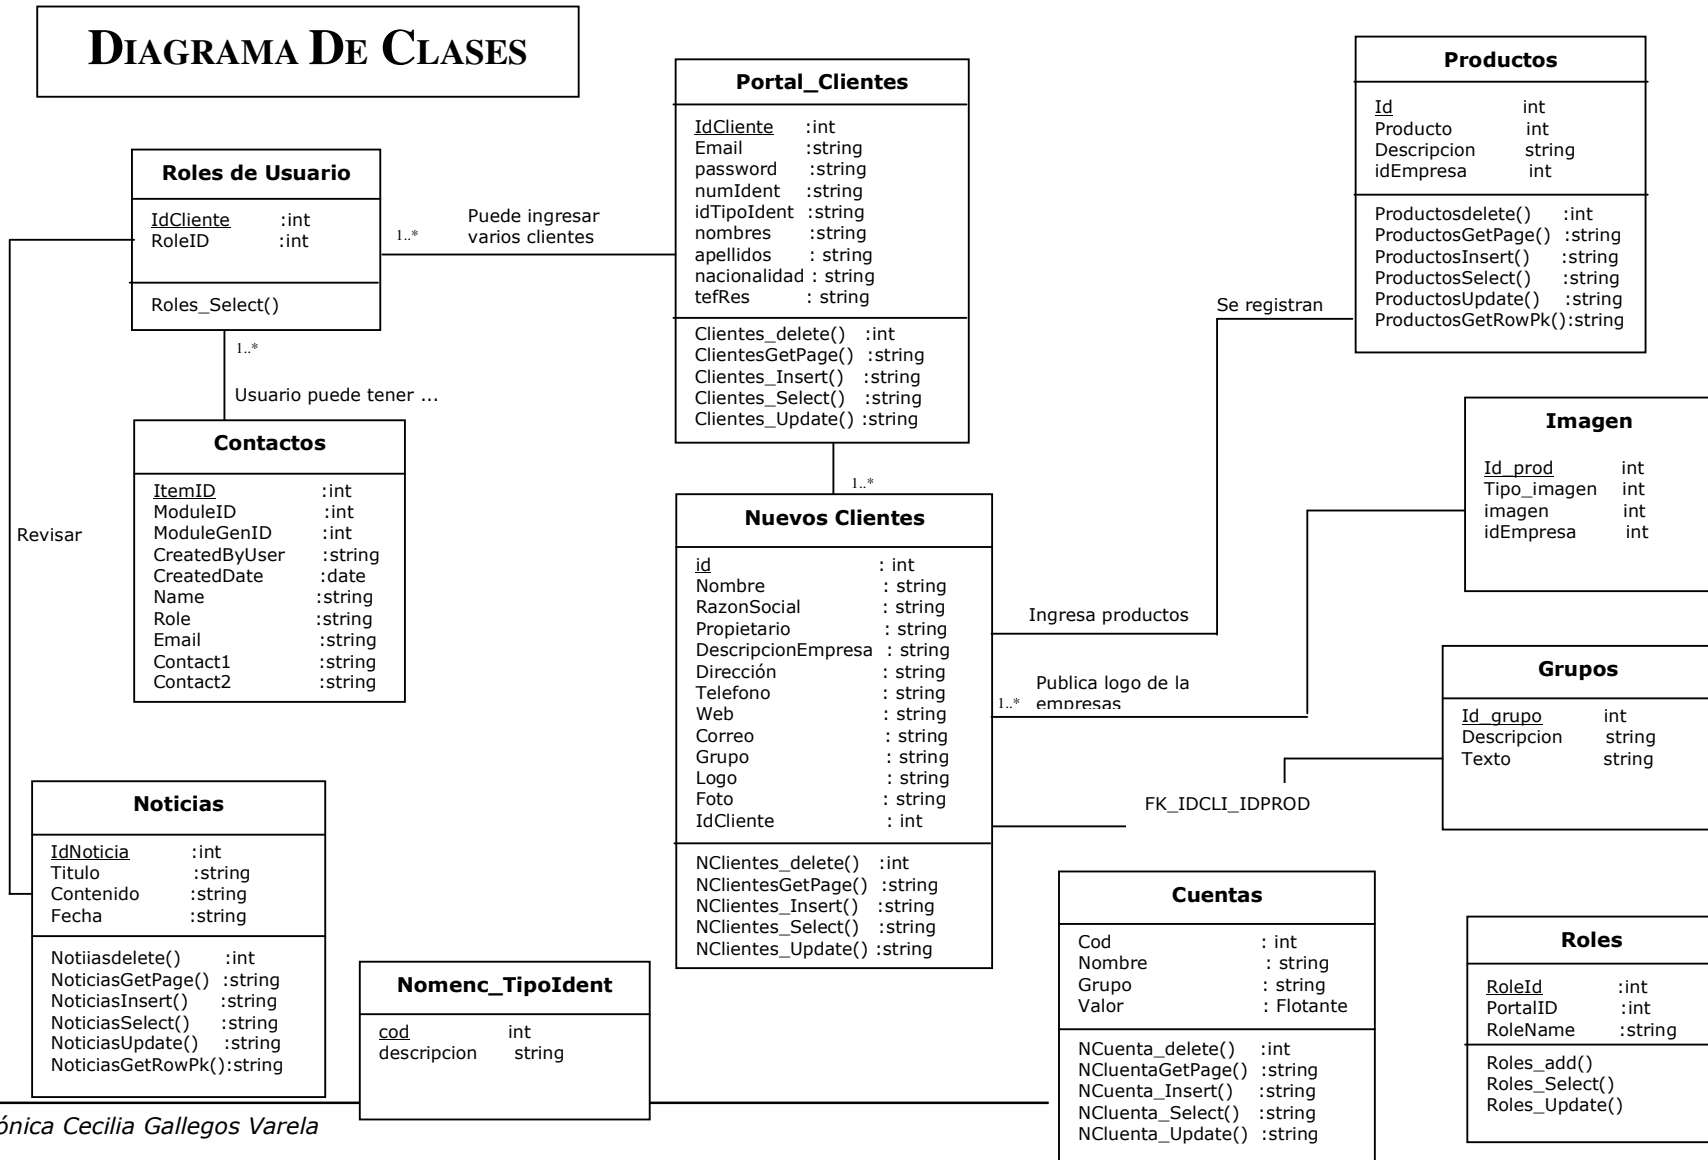 DIAGRAMA DE CLASES
Roles de Usuario
IdCliente :int
RoleID :int
Roles_Select()
1..*
Puede ingresar
varios clientes
1..*
Usuario puede tener ...
Revisar
Contactos
ItemID :int
ModuleID :int
ModuleGenID :int
CreatedByUser :string
CreatedDate :date
Name :string
Role :string
Email :string
Contact1 :string
Contact2 :string
Noticias
IdNoticia :int
Titulo :string
Contenido :string
Fecha :string
Notiiasdelete() :int
NoticiasGetPage() :string
NoticiasInsert() :string
NoticiasSelect() :string
NoticiasUpdate() :string
NoticiasGetRowPk():string
Nomenc_TipoIdent
cod int
descripcion string
Portal_Clientes
IdCliente :int
Email :string
password :string
numIdent :string
idTipoIdent :string
nombres :string
apellidos : string
nacionalidad : string
tefRes : string
Clientes_delete() :int
ClientesGetPage() :string
Clientes_Insert() :string
Clientes_Select() :string
Clientes_Update() :string
1..*
Nuevos Clientes
id : int
Nombre : string
RazonSocial : string
Propietario : string
DescripcionEmpresa : string
Dirección : string
Telefono : string
Web : string
Correo : string
Grupo : string
Logo : string
Foto : string
IdCliente : int
NClientes_delete() :int
NClientesGetPage() :string
NClientes_Insert() :string
NClientes_Select() :string
NClientes_Update() :string
Se registran
Ingresa productos
1..*
Publica logo de la
empresas
FK_IDCLI_IDPROD
Productos
Id int
Producto int
Descripcion string
idEmpresa int
Productosdelete() :int
ProductosGetPage() :string
ProductosInsert() :string
ProductosSelect() :string
ProductosUpdate() :string
ProductosGetRowPk():string
Imagen
Id_prod int
Tipo_imagen int
imagen int
idEmpresa int
Grupos
Id_grupo int
Descripcion string
Texto string
Cuentas
Cod : int
Nombre : string
Grupo : string
Valor : Flotante
NCuenta_delete() :int
NCluentaGetPage() :string
NCuenta_Insert() :string
NCluenta_Select() :string
NCluenta_Update() :string
Roles
RoleId :int
PortalID :int
RoleName :string
Roles_add()
Roles_Select()
Roles_Update()
ónica Cecilia Gallegos Varela